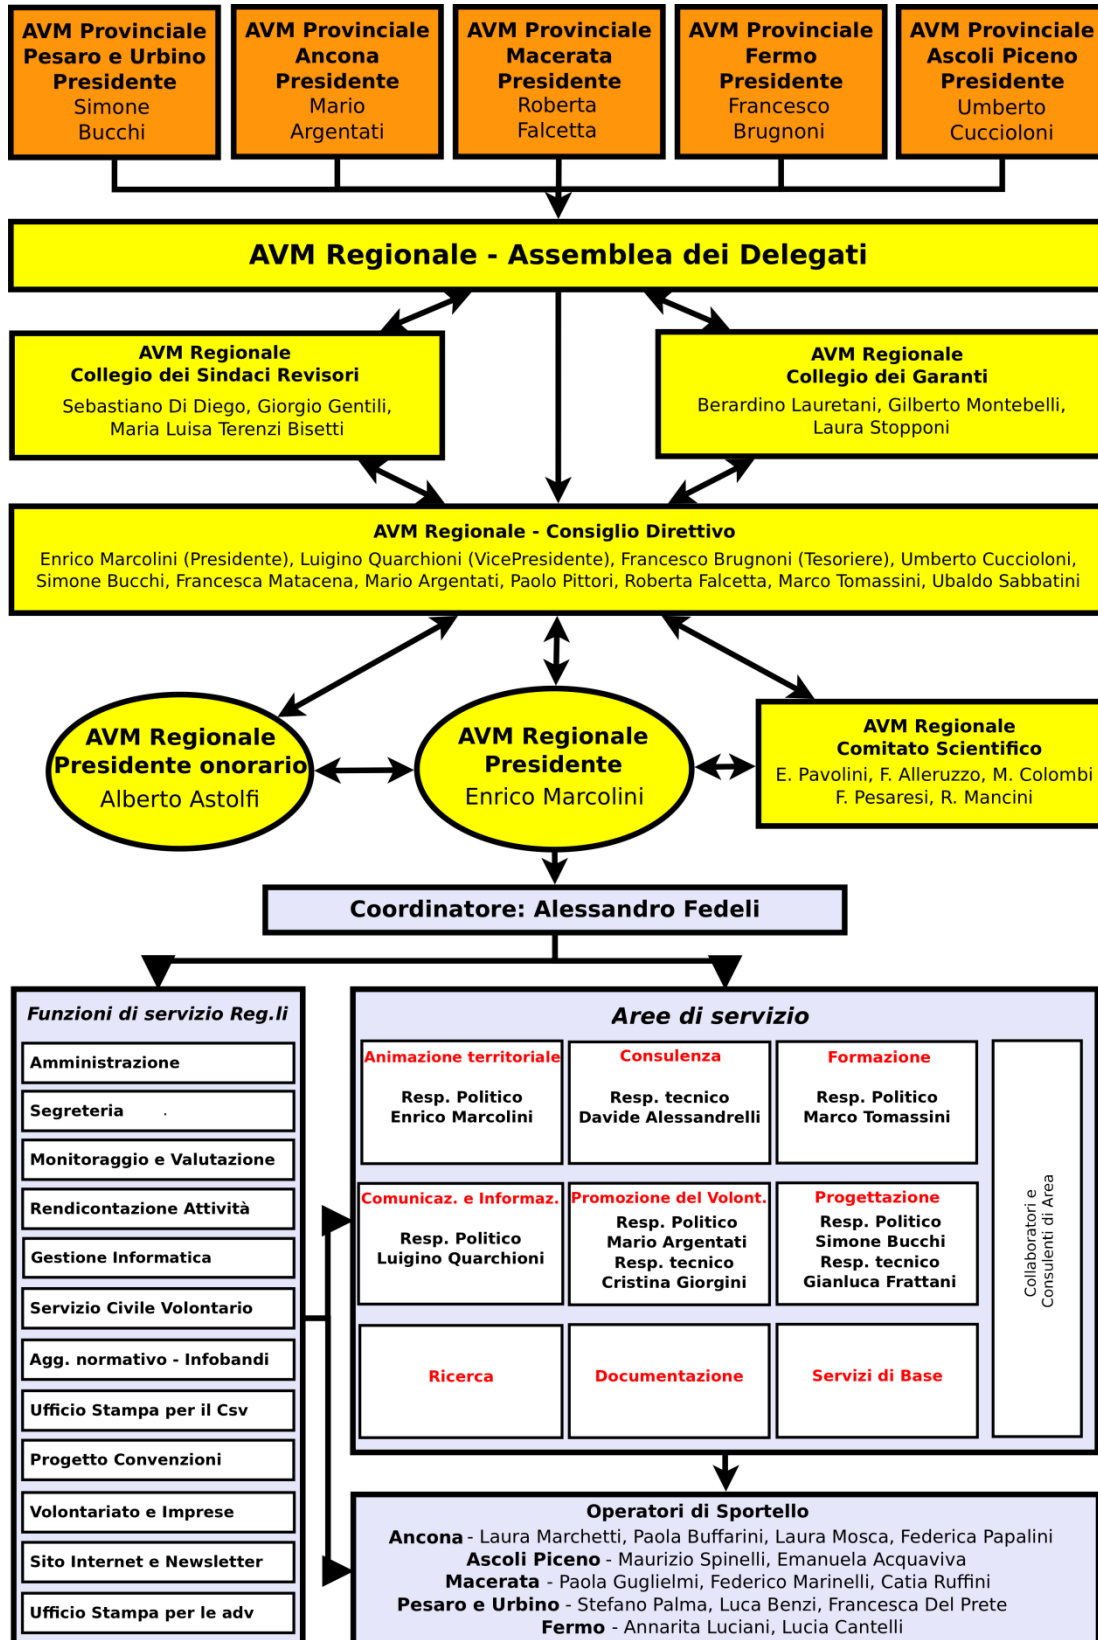 AVM Provinciale
Pesaro e Urbino
Presidente
Simone
Bucchi
AVM Provinciale
Ancona
Presidente
Mario
Argentati
AVM Provinciale
Macerata
Presidente
Roberta
Falcetta
AVM Provinciale
Fermo
Presidente
Francesco
Brugnoni
AVM Provinciale
Ascoli Piceno
Presidente
Umberto
Cuccioloni
AVM Regionale - Assemblea dei Delegati
AVM Regionale
Collegio dei Sindaci Revisori
Sebastiano Di Diego, Giorgio Gentili,
Maria Luisa Terenzi Bisetti
AVM Regionale
Collegio dei Garanti
Berardino Lauretani, Gilberto Montebelli,
Laura Stopponi
AVM Regionale - Consiglio Direttivo
Enrico Marcolini (Presidente), Luigino Quarchioni (VicePresidente), Francesco Brugnoni (Tesoriere), Umberto Cuccioloni,
Simone Bucchi, Francesca Matacena, Mario Argentati, Paolo Pittori, Roberta Falcetta, Marco Tomassini, Ubaldo Sabbatini
AVM Regionale
Presidente onorario
Alberto Astolfi
AVM Regionale
Presidente
Enrico Marcolini
AVM Regionale
Comitato Scientifico
E. Pavolini, F. Alleruzzo, M. Colombi
F. Pesaresi, R. Mancini
Coordinatore: Alessandro Fedeli
Funzioni di servizio Reg.li
Amministrazione
Segreteria .
Monitoraggio e Valutazione
Rendicontazione Attività
Gestione Informatica
Servizio Civile Volontario
Agg. normativo - Infobandi
Ufficio Stampa per il Csv
Progetto Convenzioni
Volontariato e Imprese
Sito Internet e Newsletter
Ufficio Stampa per le adv
Aree di servizio
Animazione territoriale
Resp. Politico
Enrico Marcolini
Consulenza
Resp. tecnico
Davide Alessandrelli
Formazione
Resp. Politico
Marco Tomassini
Comunicaz. e Informaz.
Resp. Politico
Luigino Quarchioni
Promozione del Volont.
Resp. Politico
Mario Argentati
Resp. tecnico
Cristina Giorgini
Progettazione
Resp. Politico
Simone Bucchi
Resp. tecnico
Gianluca Frattani
Ricerca
Documentazione
Servizi di Base
Collaboratori e
Consulenti di Area
Operatori di Sportello
Ancona - Laura Marchetti, Paola Buffarini, Laura Mosca, Federica Papalini
Ascoli Piceno - Maurizio Spinelli, Emanuela Acquaviva
Macerata - Paola Guglielmi, Federico Marinelli, Catia Ruffini
Pesaro e Urbino - Stefano Palma, Luca Benzi, Francesca Del Prete
Fermo - Annarita Luciani, Lucia Cantelli